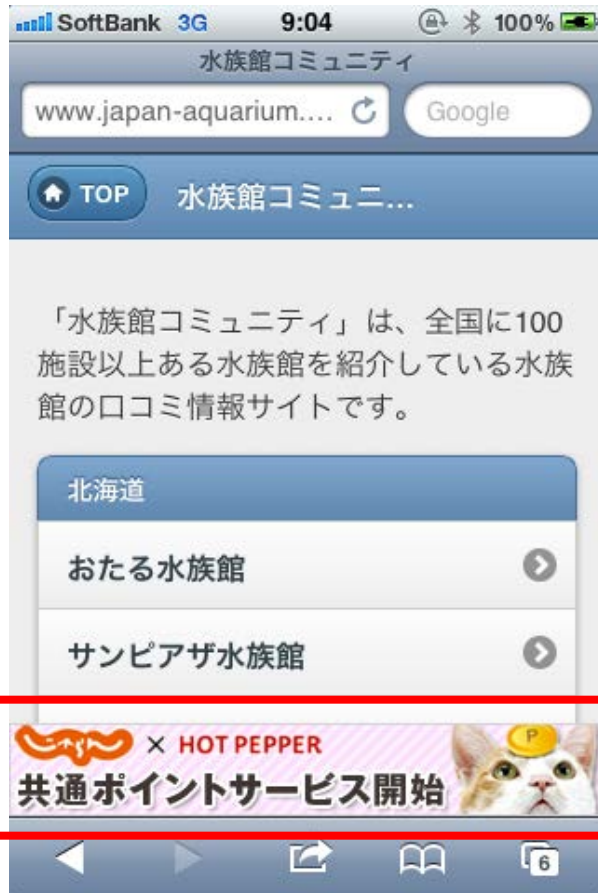 SoftBank 3G 9:04 100%
水族館コミュニティ
www.japan-aquarium.... Google
TOP 水族館コミュニ...
「水族館コミュニティ」は、全国に100
施設以上ある水族館を紹介している水族
館の口コミ情報サイトです。
北海道
おたる水族館
サンピアザ水族館
じゃらん × HOT PEPPER
P
共通ポイントサービス開始
6